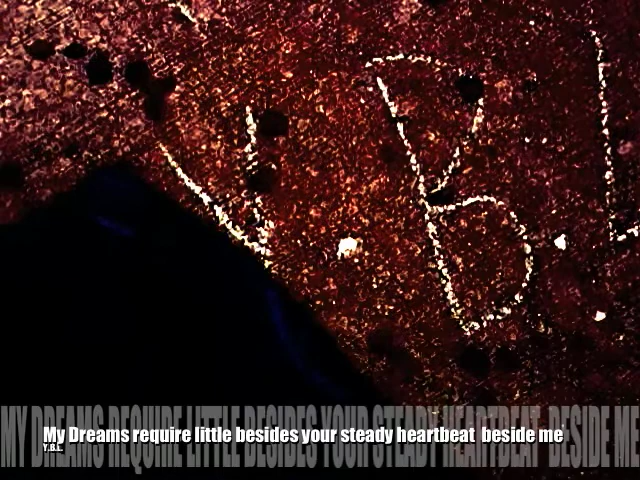 Y.B.L
MY DREAMS REQUIRE LITTLE BESIDES YOUR STEADY HEARTBEAT BESIDE ME
My Dreams require little besides your steady heartbeat beside me
Y.B.L.